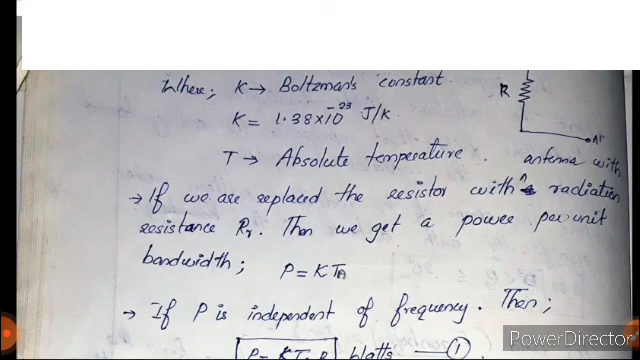 Where; K → Boltzman's constant.
K = 1.38×10⁻²³ J/K.
R
T → Absolute temperature.
antenna with
→ If we are replaced the resistor with radiation
resistance Rr. Then we get a power per unit
bandwidth; P = KTA
→ If P is independent of frequency. Then;
Watts — ①
PowerDirector